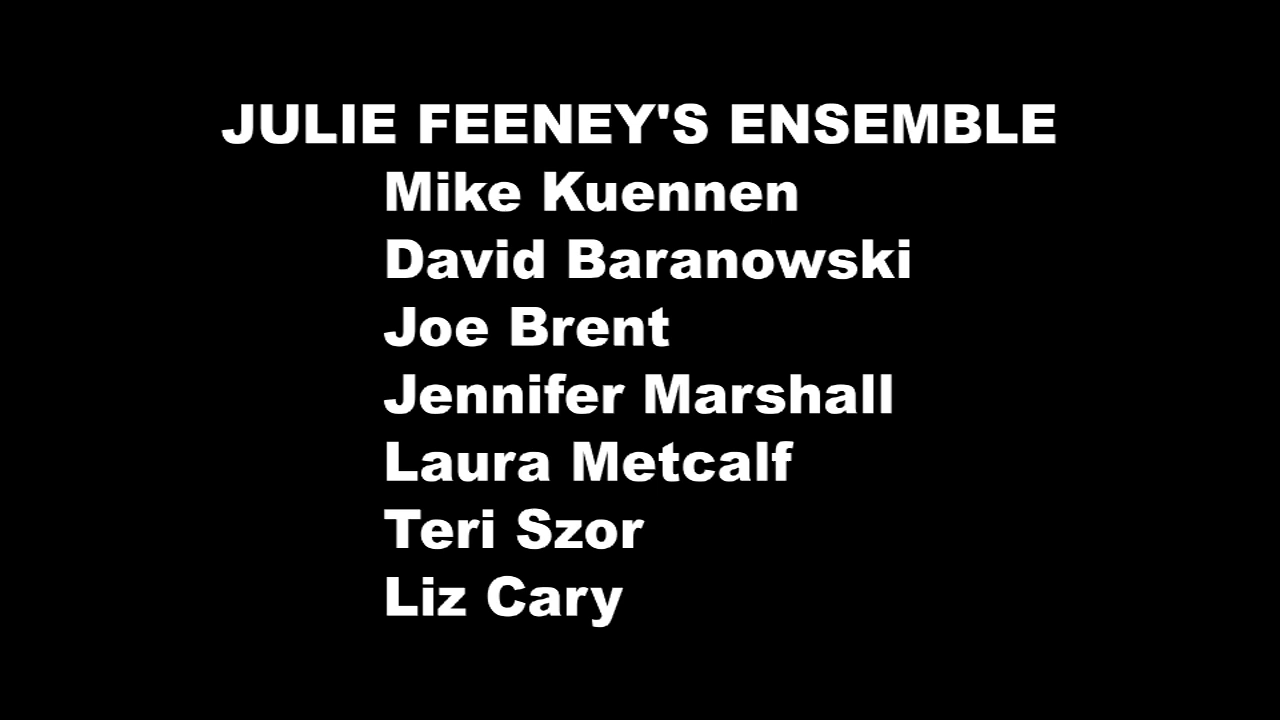 JULIE FEENEY'S ENSEMBLE
Mike Kuennen
David Baranowski
Joe Brent
Jennifer Marshall
Laura Metcalf
Teri Szor
Liz Cary